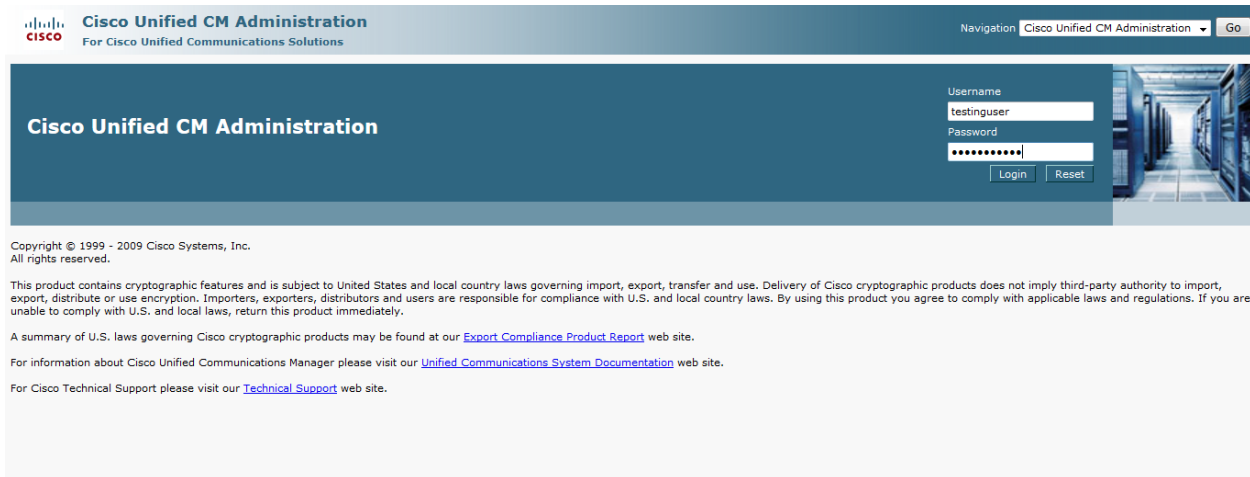 CISCO
Cisco Unified CM Administration
For Cisco Unified Communications Solutions
Navigation Cisco Unified CM Administration Go
Cisco Unified CM Administration
Username
testinguser
Password
•••••••••••
Login Reset
Copyright © 1999 - 2009 Cisco Systems, Inc.
All rights reserved.
This product contains cryptographic features and is subject to United States and local country laws governing import, export, transfer and use. Delivery of Cisco cryptographic products does not imply third-party authority to import,
export, distribute or use encryption. Importers, exporters, distributors and users are responsible for compliance with U.S. and local country laws. By using this product you agree to comply with applicable laws and regulations. If you are
unable to comply with U.S. and local laws, return this product immediately.
A summary of U.S. laws governing Cisco cryptographic products may be found at our Export Compliance Product Report web site.
For information about Cisco Unified Communications Manager please visit our Unified Communications System Documentation web site.
For Cisco Technical Support please visit our Technical Support web site.